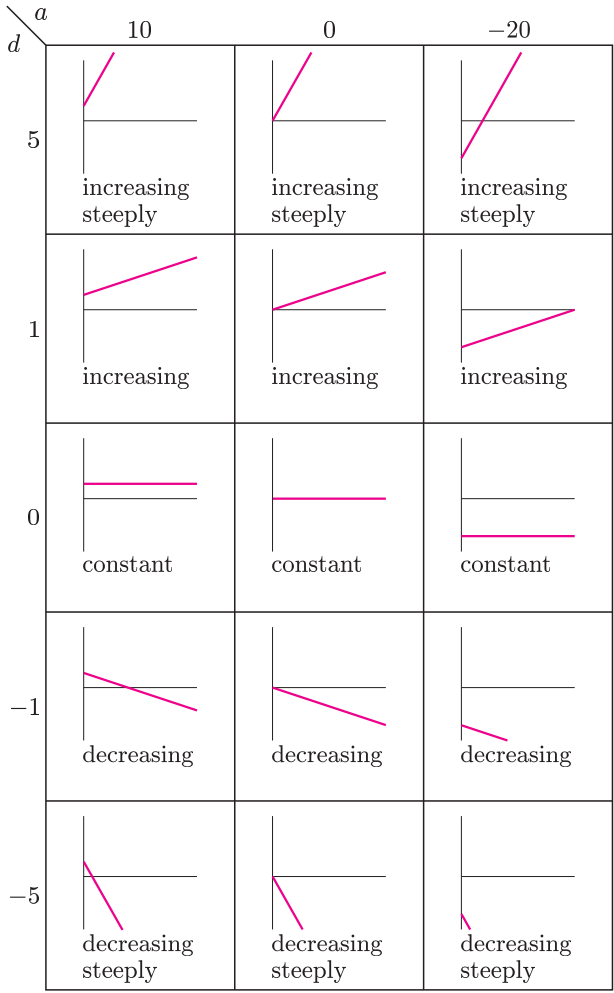 a
d
10 0 −20
5
increasing increasing increasing
steeply steeply steeply
1
increasing increasing increasing
0
constant constant constant
−1
decreasing decreasing decreasing
−5
decreasing decreasing decreasing
steeply steeply steeply